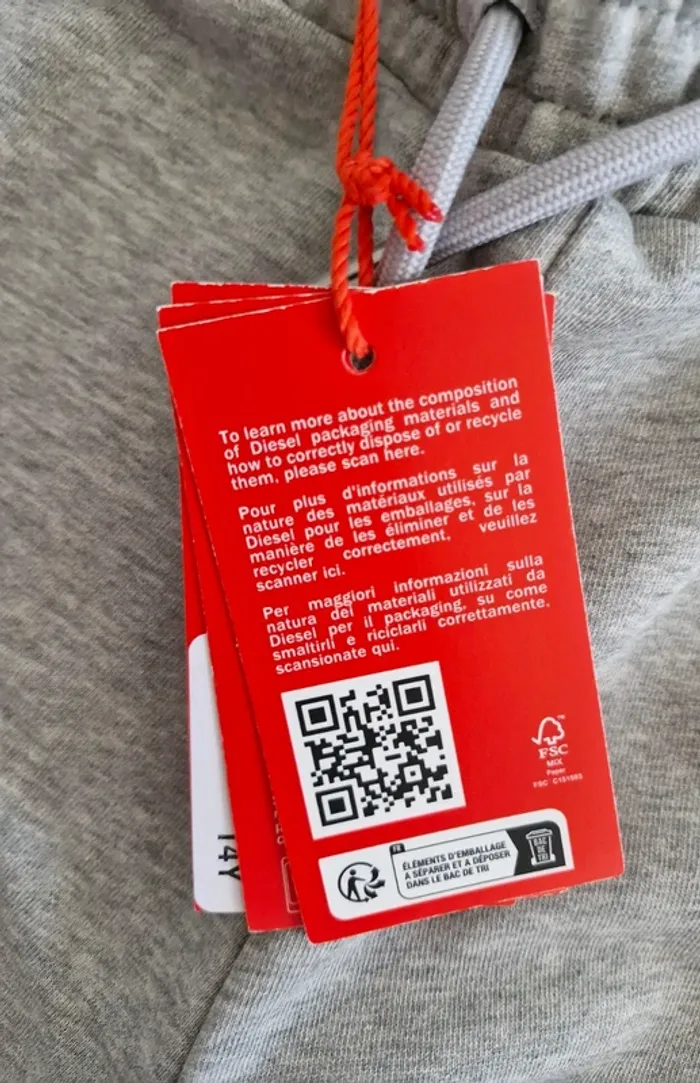 To learn more about the composition
of Diesel packaging materials and
how to correctly dispose of or recycle
them, please scan here.
Pour plus d'informations sur la
nature des matériaux utilisés par
Diesel pour les emballages, sur la
manière de les éliminer et de les
recycler correctement, veuillez
scanner ici.
Per maggiori informazioni sulla
natura dei materiali utilizzati da
Diesel per il packaging, su come
smaltirli e riciclarli correttamente,
scansionate qui.
FSC
MIX
Paper
FSC® C151593
FR
ÉLÉMENTS D'EMBALLAGE
A SÉPARER ET A DÉPOSER
DANS LE BAC DE TRI
BAC
DE
TRI
14Y